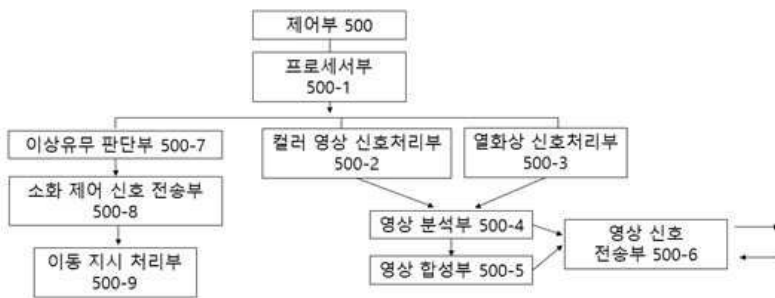 제어부 500
프로세서부
500-1
이상유무 판단부 500-7
컬러 영상 신호처리부
500-2
열화상 신호처리부
500-3
소화 제어 신호 전송부
500-8
영상 분석부 500-4
영상 신호
전송부 500-6
이동 지시 처리부
500-9
영상 합성부 500-5